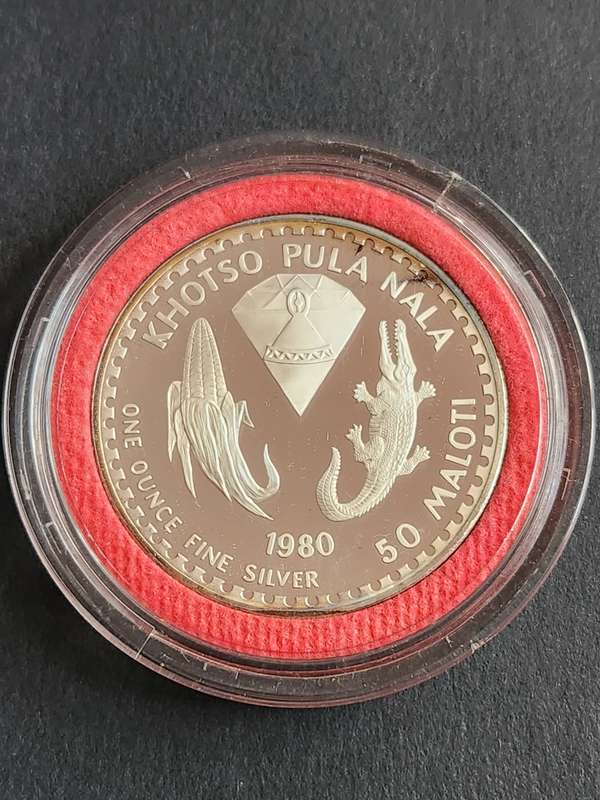 KHOTSO PULA NALA
1980
50 MALOTI
ONE OUNCE FINE SILVER